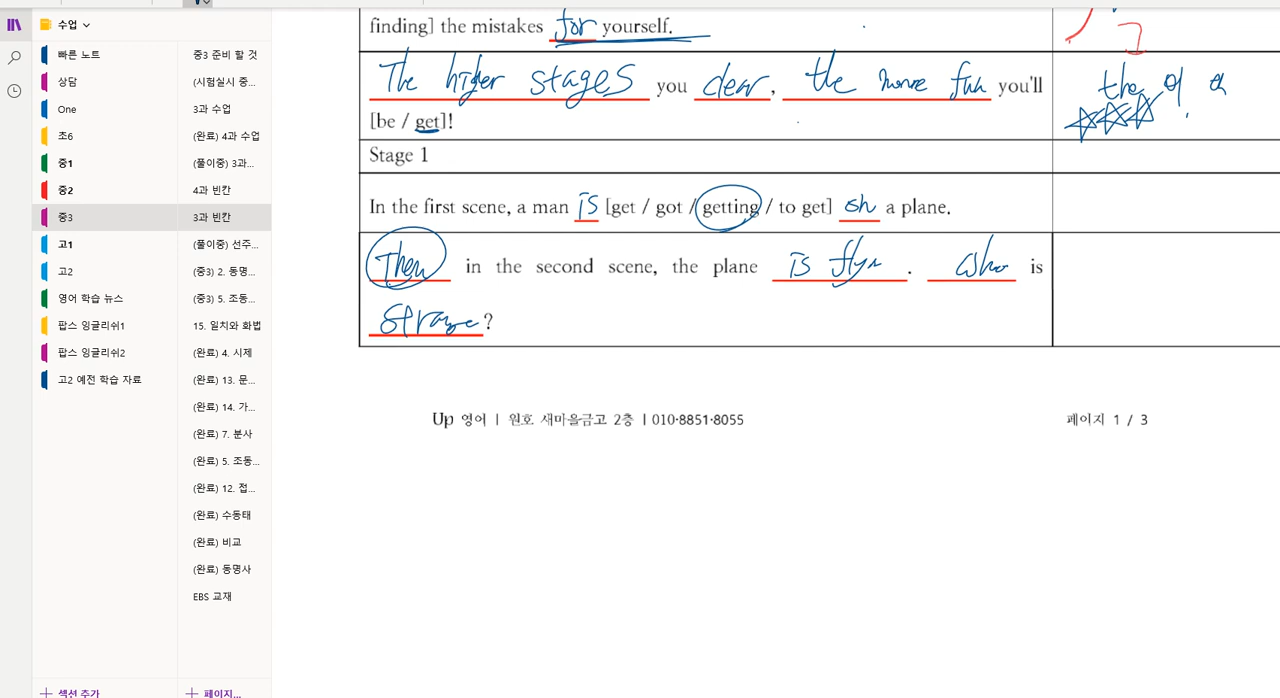 수업
빠른 노트
상담
One
초6
중1
중2
중3
고1
고2
영어 학습 뉴스
팝스 잉글리쉬1
팝스 잉글리쉬2
고2 예전 학습 자료
섹션 추가
중3 준비 할 것
(시험실시 중...
3과 수업
(완료) 4과 수업
(풀이중) 3과...
4과 빈칸
3과 빈칸
(풀이중) 선주...
(중3) 2. 동명...
(중3) 5. 조동...
15. 일치와 화법
(완료) 4. 시제
(완료) 13. 문...
(완료) 14. 가...
(완료) 7. 분사
(완료) 5. 조동...
(완료) 12. 접...
(완료) 수동태
(완료) 비교
(완료) 동명사
EBS 교재
페이지...
finding] the mistakes for yourself.
The higher stages you clear, the more fun you'll
[be / get]!
the of
Stage 1
In the first scene, a man is [get / got / getting / to get] on a plane.
Then in the second scene, the plane is . who is
strange?
Up 영어 | 원호 새마을금고 2층 | 010-8851-8055
페이지 1 / 3